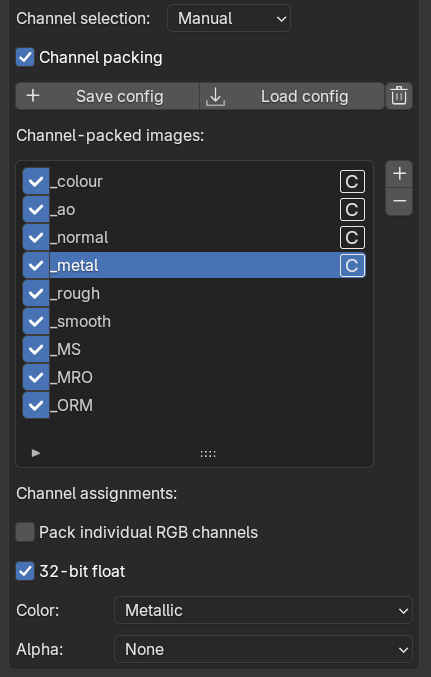 Channel selection: Manual
Channel packing
+ Save config Load config
Channel-packed images:
_colour C
_ao C
_normal C
_metal C
_rough
_smooth
_MS
_MRO
_ORM
Channel assignments:
Pack individual RGB channels
32-bit float
Color: Metallic
Alpha: None